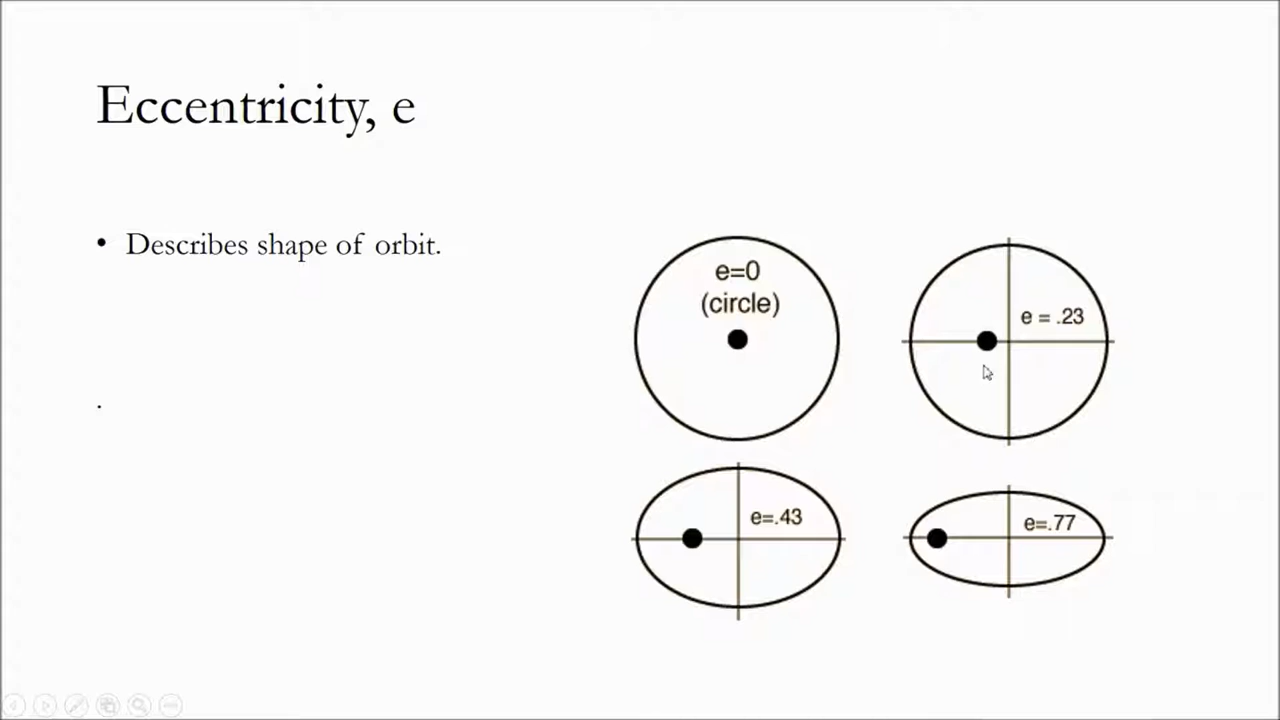 Eccentricity, e
• Describes shape of orbit.
.
e=0
(circle)
e = .23
e=.43
e=.77